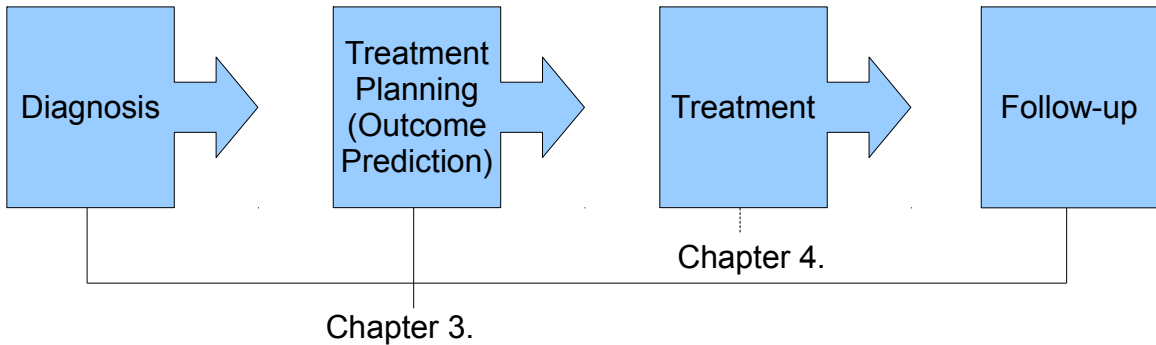 Diagnosis
Treatment
Planning
(Outcome
Prediction)
Treatment
Follow-up
Chapter 4.
Chapter 3.